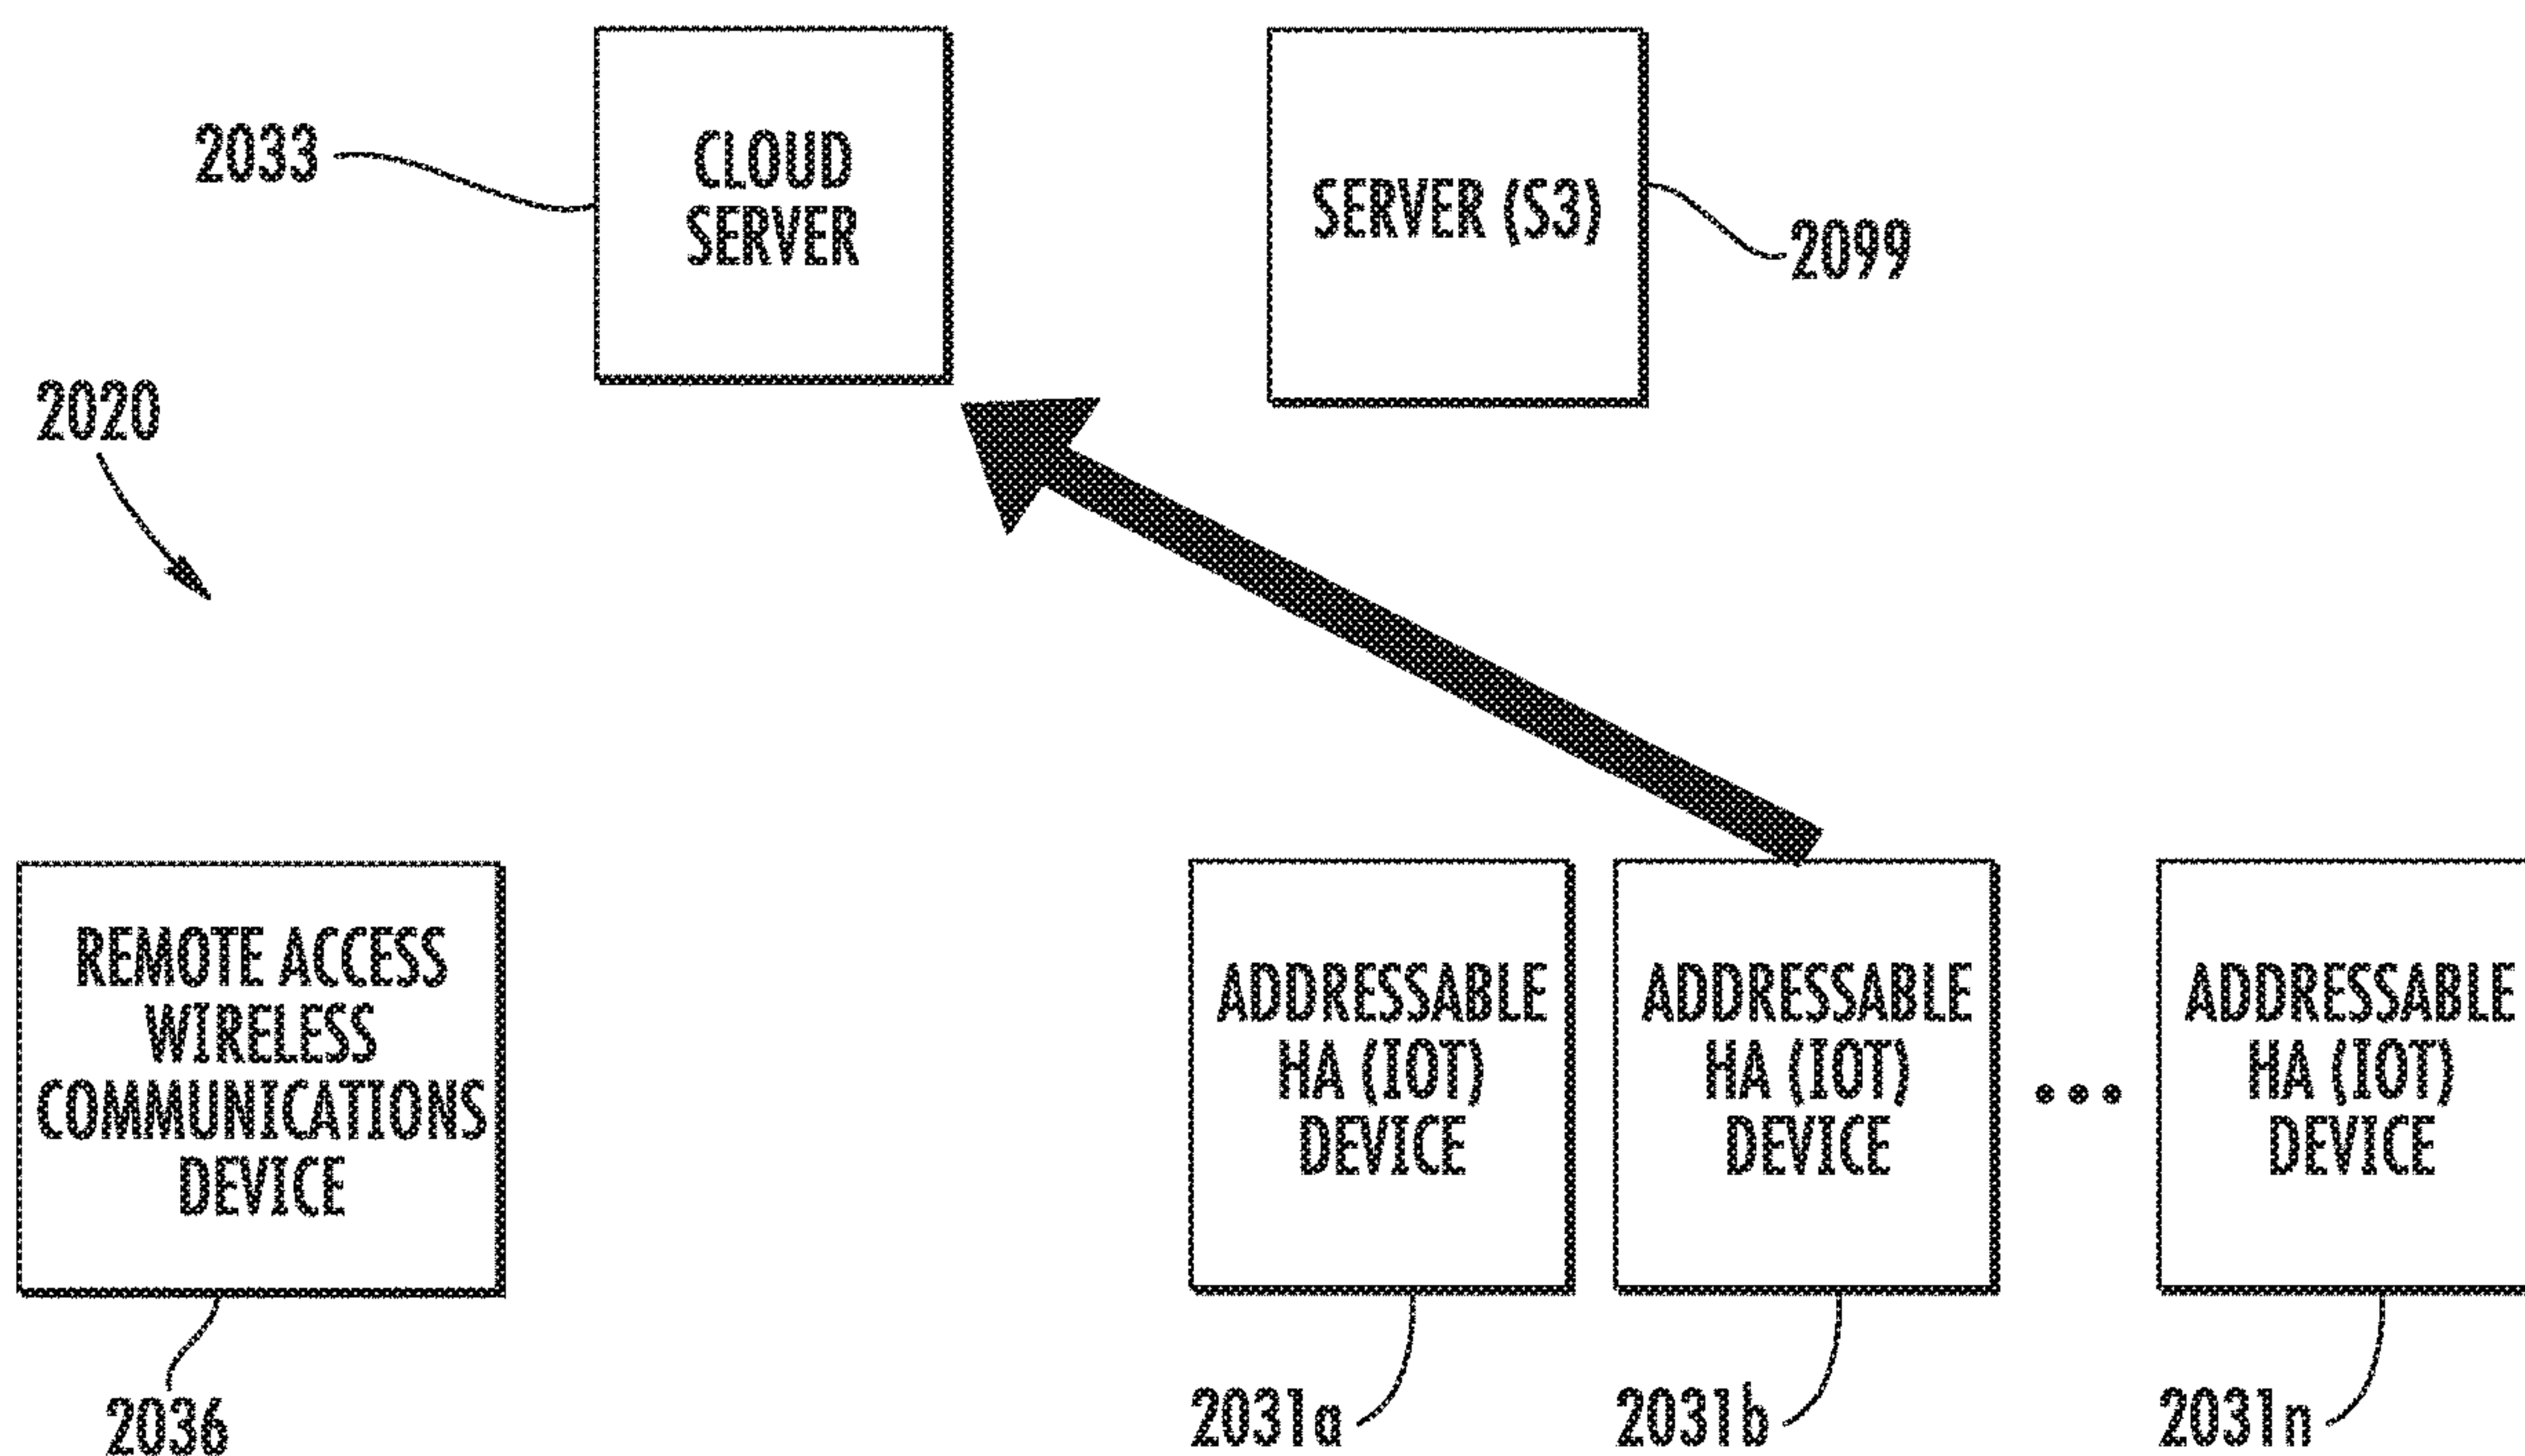 2033
CLOUD
SERVER
SERVER (S3)
2099
2020
REMOTE ACCESS
WIRELESS
COMMUNICATIONS
DEVICE
2036
ADDRESSABLE
HA (IOT)
DEVICE
2031a
ADDRESSABLE
HA (IOT)
DEVICE
2031b
ADDRESSABLE
HA (IOT)
DEVICE
2031n